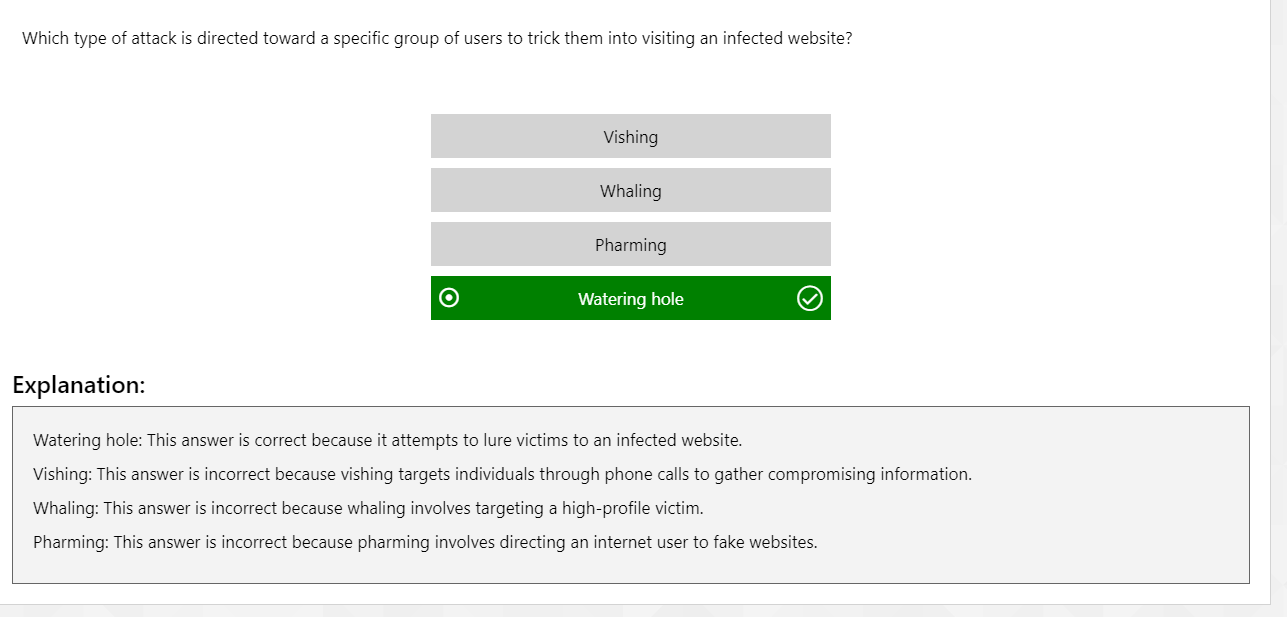 Which type of attack is directed toward a specific group of users to trick them into visiting an infected website?
Vishing
Whaling
Pharming
Watering hole
Explanation:
Watering hole: This answer is correct because it attempts to lure victims to an infected website.
Vishing: This answer is incorrect because vishing targets individuals through phone calls to gather compromising information.
Whaling: This answer is incorrect because whaling involves targeting a high-profile victim.
Pharming: This answer is incorrect because pharming involves directing an internet user to fake websites.